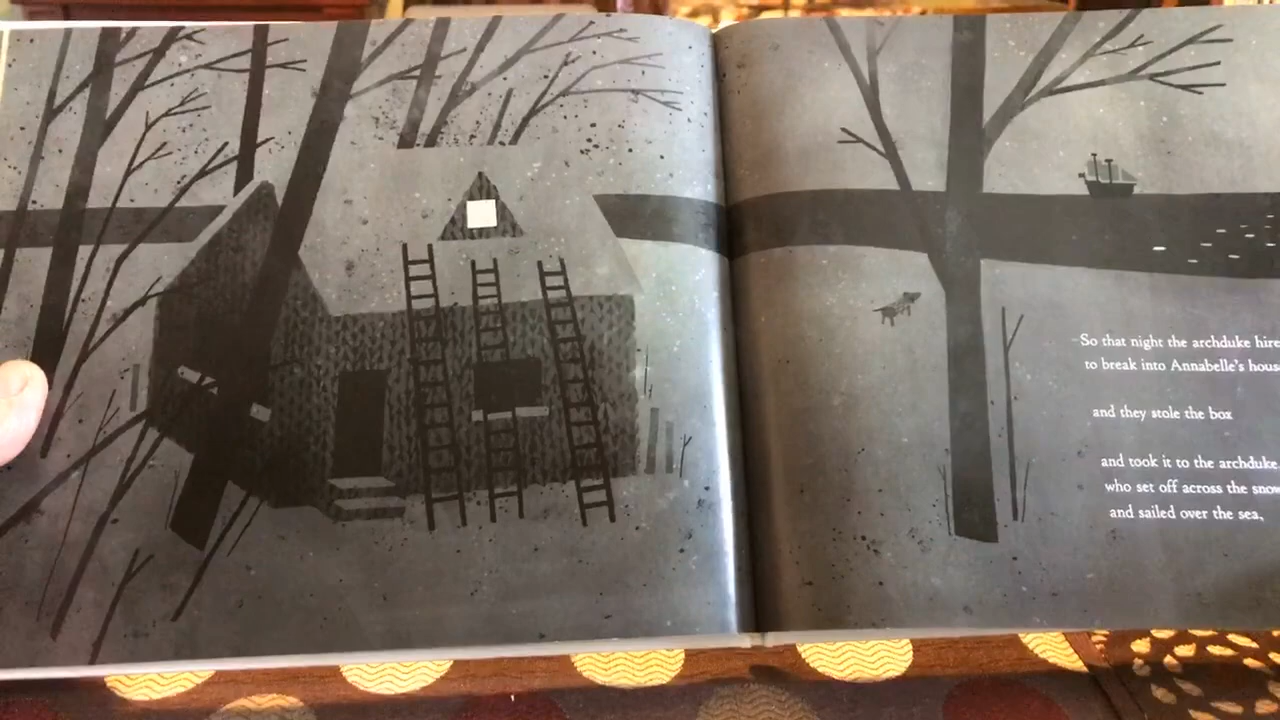 So that night the archduke hire
to break into Annabelle's hous
and they stole the box
and took it to the archduke,
who set off across the snow
and sailed over the sea,